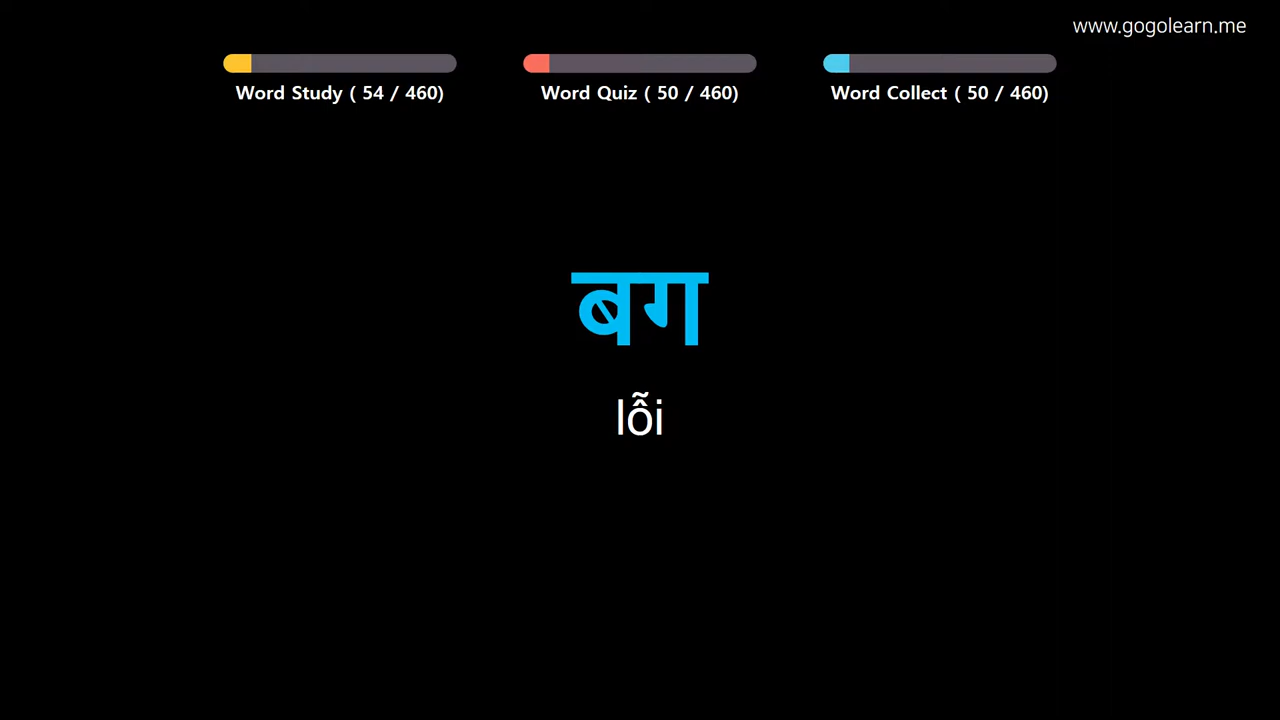 www.gogolearn.me
Word Study ( 54 / 460)
Word Quiz ( 50 / 460)
Word Collect ( 50 / 460)
बग
lỗi